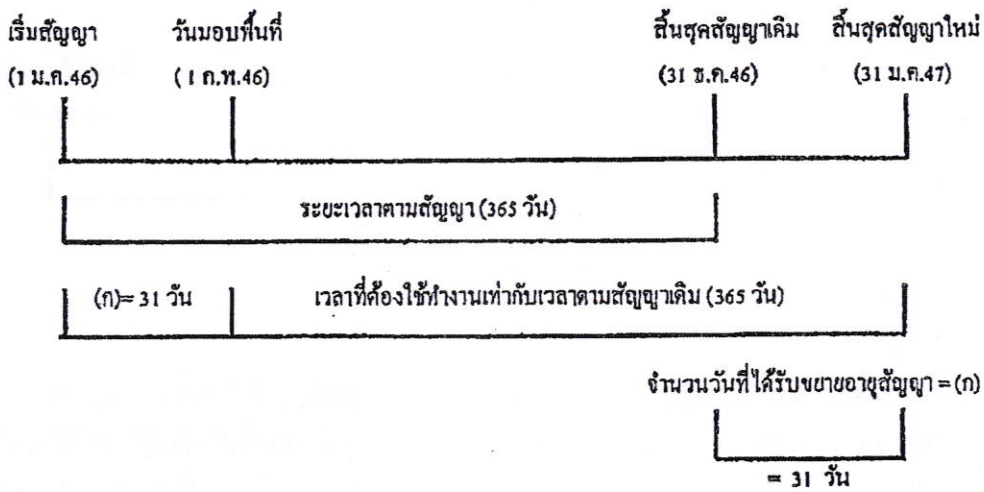 เริ่มสัญญา วันมอบพื้นที่ สิ้นสุดสัญญาเดิม สิ้นสุดสัญญาใหม่
(1 ม.ค.46) (1 ก.พ.46) (31 ธ.ค.46) (31 ม.ค.47)
ระยะเวลาตามสัญญา (365 วัน)
(ก)= 31 วัน เวลาที่ต้องใช้ทำงานเท่ากับเวลาตามสัญญาเดิม (365 วัน)
จำนวนวันที่ได้รับขยายอายุสัญญา = (ก)
= 31 วัน